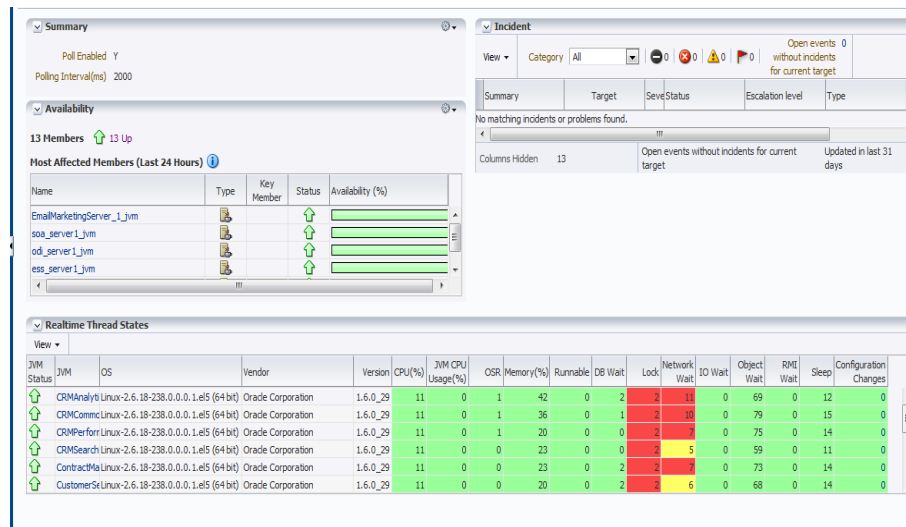 Summary
Poll Enabled Y
Polling Interval(ms) 2000
Availability
13 Members 13 Up
Most Affected Members (Last 24 Hours)
Name Type Key Member Status Availability (%)
EmailMarketingServer_1_jvm
soa_server1_jvm
odi_server1_jvm
ess_server1_jvm
Incident
View Category All 0 0 0 0 Open events without incidents for current target 0
Summary Target Seve Status Escalation level Type
No matching incidents or problems found.
Columns Hidden 13 Open events without incidents for current target Updated in last 31 days
Realtime Thread States
View
JVM Status JVM OS Vendor Version CPU(%) JVM CPU Usage(%) OSR Memory(%) Runnable DB Wait Lock Network Wait IO Wait Object Wait RMI Wait Sleep Configuration Changes
CRMAnalyti Linux-2.6.18-238.0.0.0.1.el5 (64 bit) Oracle Corporation 1.6.0_29 11 0 1 42 0 2 2 11 0 69 0 12 0
CRMCommo Linux-2.6.18-238.0.0.0.1.el5 (64 bit) Oracle Corporation 1.6.0_29 11 0 1 36 0 1 2 10 0 79 0 15 0
CRMPerforr Linux-2.6.18-238.0.0.0.1.el5 (64 bit) Oracle Corporation 1.6.0_29 11 0 1 20 0 0 2 7 0 75 0 14 0
CRMSearch Linux-2.6.18-238.0.0.0.1.el5 (64 bit) Oracle Corporation 1.6.0_29 11 0 0 23 0 0 2 5 0 59 0 11 0
ContractMa Linux-2.6.18-238.0.0.0.1.el5 (64 bit) Oracle Corporation 1.6.0_29 11 0 0 23 0 2 2 7 0 73 0 14 0
CustomerSe Linux-2.6.18-238.0.0.0.1.el5 (64 bit) Oracle Corporation 1.6.0_29 11 0 0 20 0 2 2 6 0 68 0 14 0